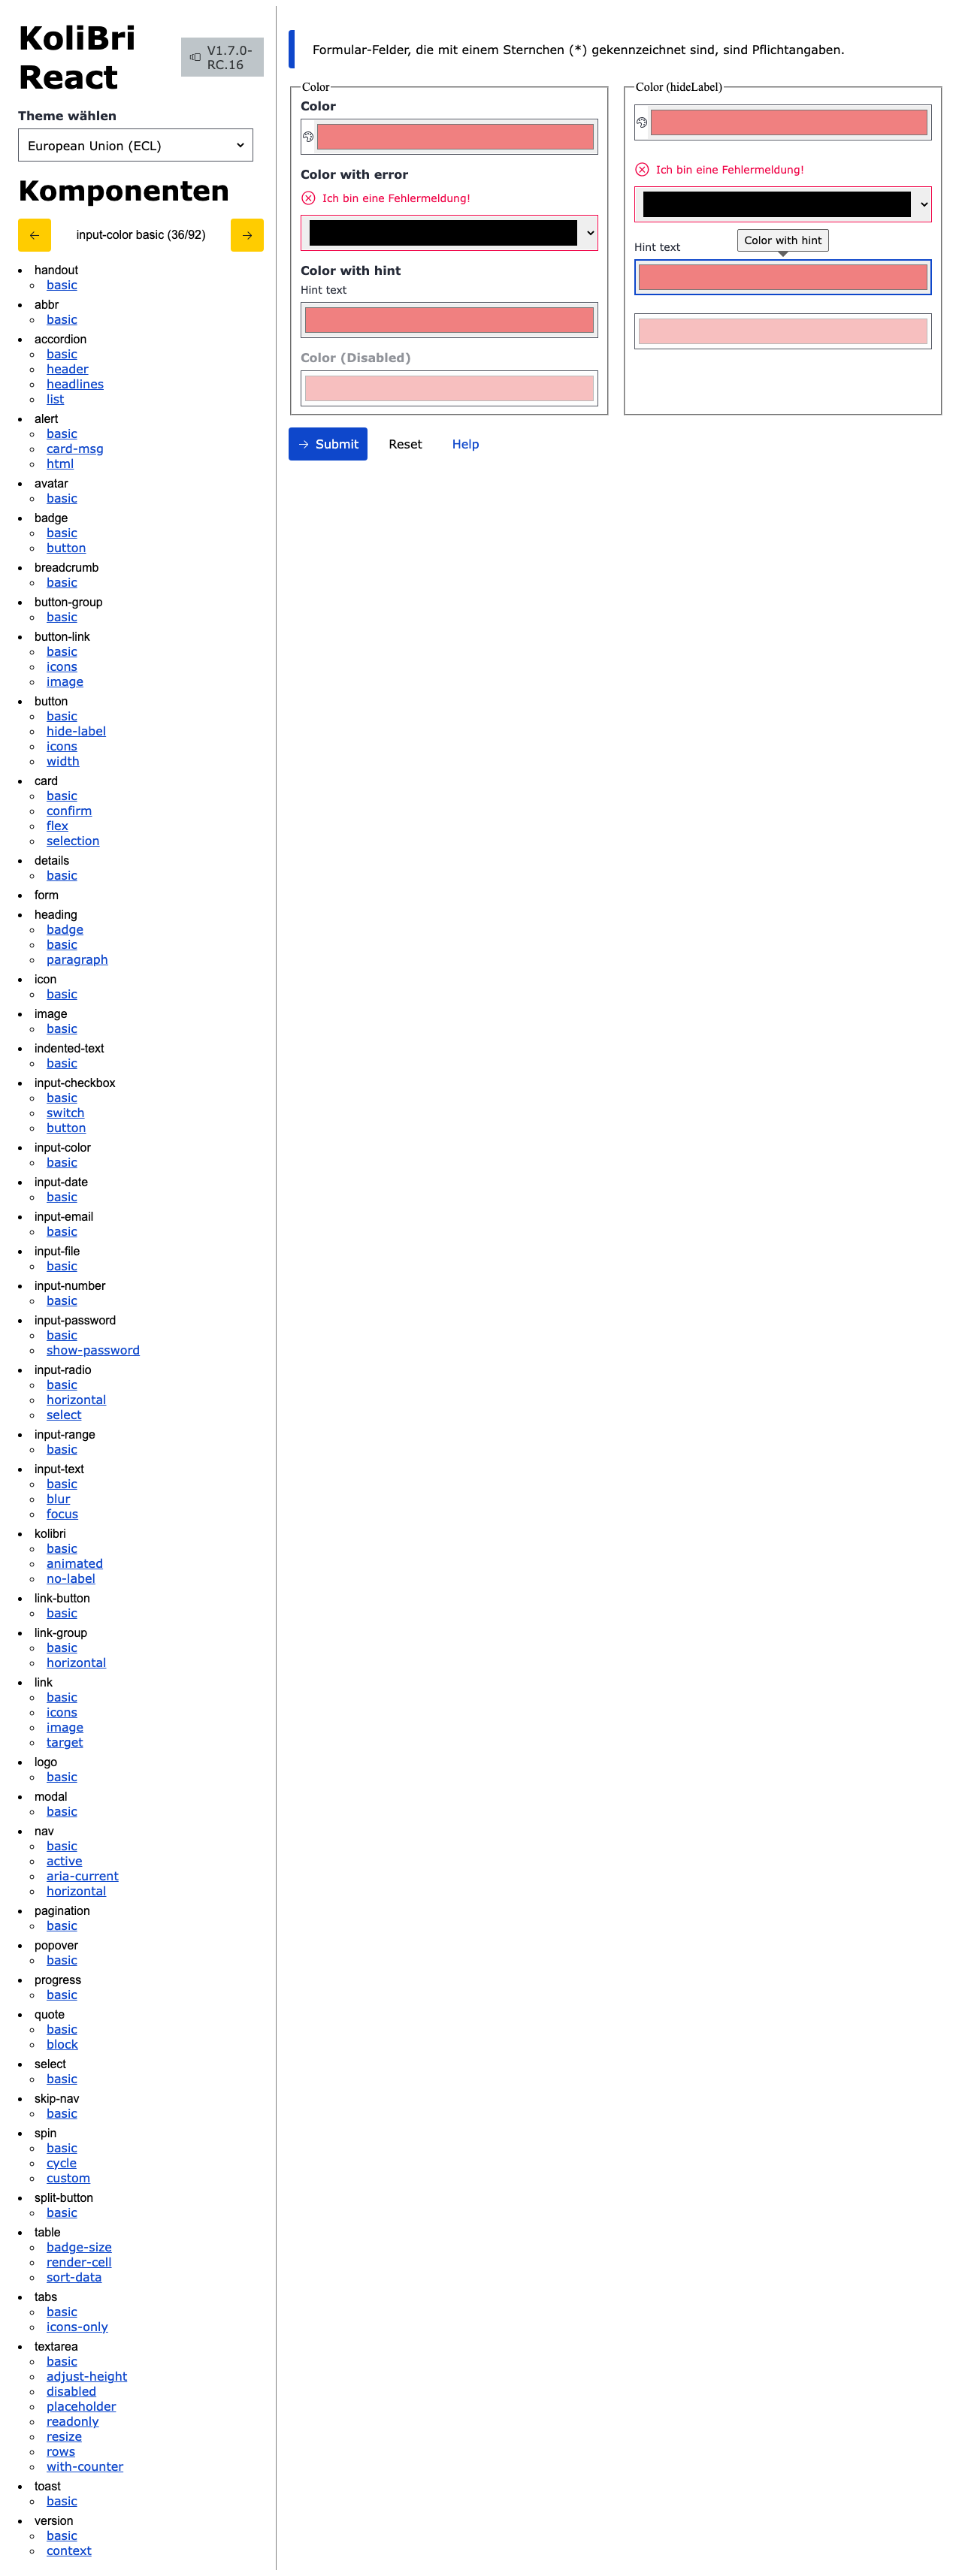 KoliBri
React
V1.7.0-
RC.16
Theme wählen
European Union (ECL)
Komponenten
input-color basic (36/92)
handout
basic
abbr
basic
accordion
basic
header
headlines
list
alert
basic
card-msg
html
avatar
basic
badge
basic
button
breadcrumb
basic
button-group
basic
button-link
basic
icons
image
button
basic
hide-label
icons
width
card
basic
confirm
flex
selection
details
basic
form
heading
badge
basic
paragraph
icon
basic
image
basic
indented-text
basic
input-checkbox
basic
switch
button
input-color
basic
input-date
basic
input-email
basic
input-file
basic
input-number
basic
input-password
basic
show-password
input-radio
basic
horizontal
select
input-range
basic
input-text
basic
blur
focus
kolibri
basic
animated
no-label
link-button
basic
link-group
basic
horizontal
link
basic
icons
image
target
logo
basic
modal
basic
nav
basic
active
aria-current
horizontal
pagination
basic
popover
basic
progress
basic
quote
basic
block
select
basic
skip-nav
basic
spin
basic
cycle
custom
split-button
basic
table
badge-size
render-cell
sort-data
tabs
basic
icons-only
textarea
basic
adjust-height
disabled
placeholder
readonly
resize
rows
with-counter
toast
basic
version
basic
context
Formular-Felder, die mit einem Sternchen (*) gekennzeichnet sind, sind Pflichtangaben.
Color
Color
Color with error
Ich bin eine Fehlermeldung!
Color with hint
Hint text
Color (Disabled)
Color (hideLabel)
Ich bin eine Fehlermeldung!
Hint text
Color with hint
Submit
Reset
Help